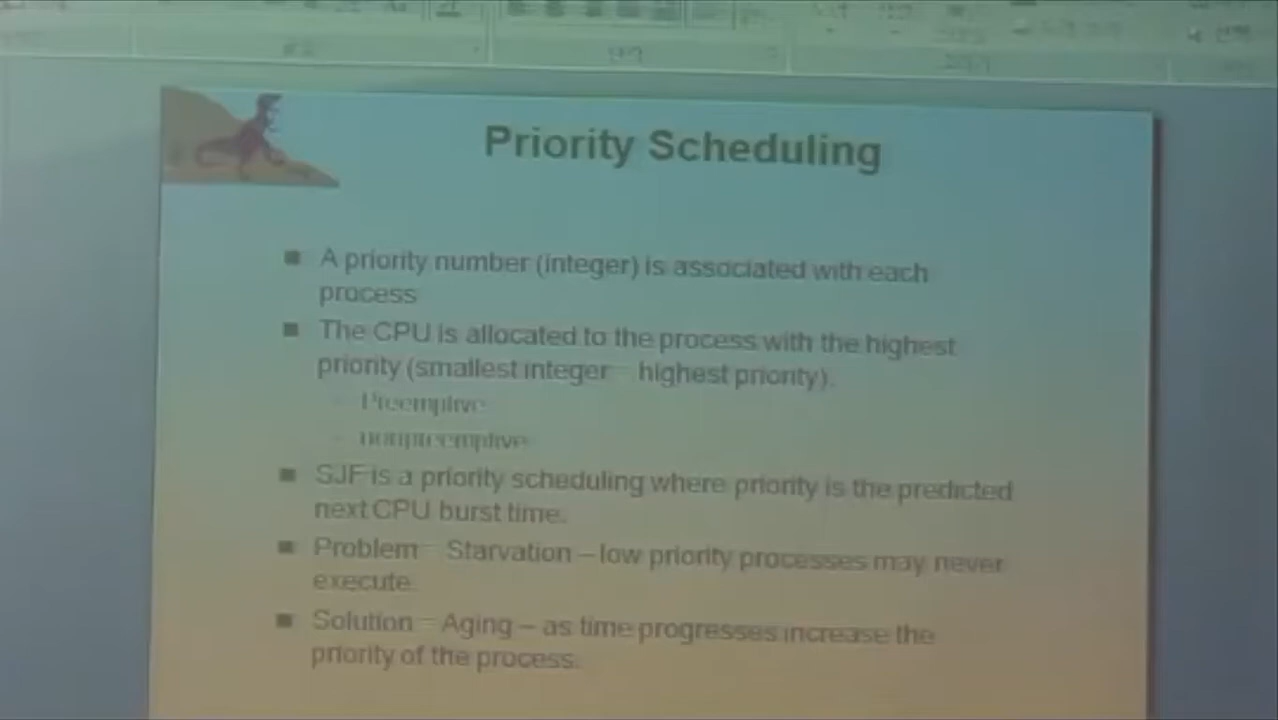 Priority Scheduling
A priority number (integer) is associated with each
process
The CPU is allocated to the process with the highest
priority (smallest integer highest priority).
- Preemptive
- nonpreemptive
SJF is a priority scheduling where priority is the predicted
next CPU burst time.
Problem Starvation – low priority processes may never
execute.
Solution Aging – as time progresses increase the
priority of the process.